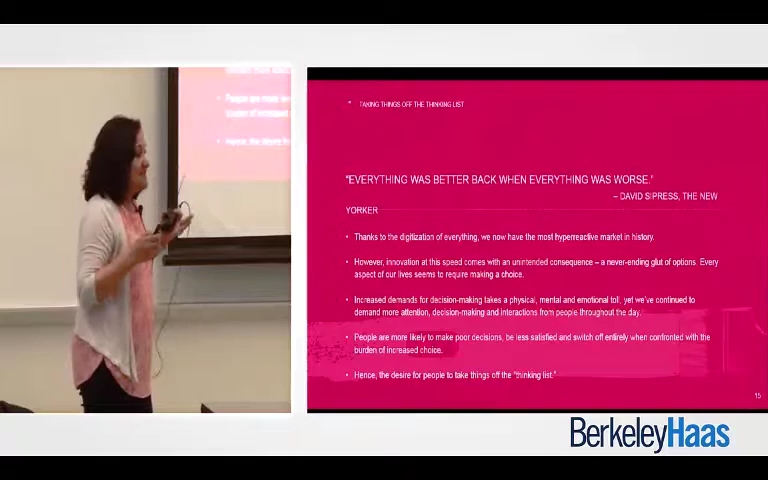 * TAKING THINGS OFF THE THINKING LIST
"EVERYTHING WAS BETTER BACK WHEN EVERYTHING WAS WORSE."
– DAVID SIPRESS, THE NEW
YORKER
• Thanks to the digitization of everything, we now have the most hyperreactive market in history.
• However, innovation at this speed comes with an unintended consequence – a never-ending glut of options. Every
aspect of our lives seems to require making a choice.
• Increased demands for decision-making takes a physical, mental and emotional toll, yet we've continued to
demand more attention, decision-making and interactions from people throughout the day.
• People are more likely to make poor decisions, be less satisfied and switch off entirely when confronted with the
burden of increased choice.
• Hence, the desire for people to take things off the "thinking list."
15
BerkeleyHaas